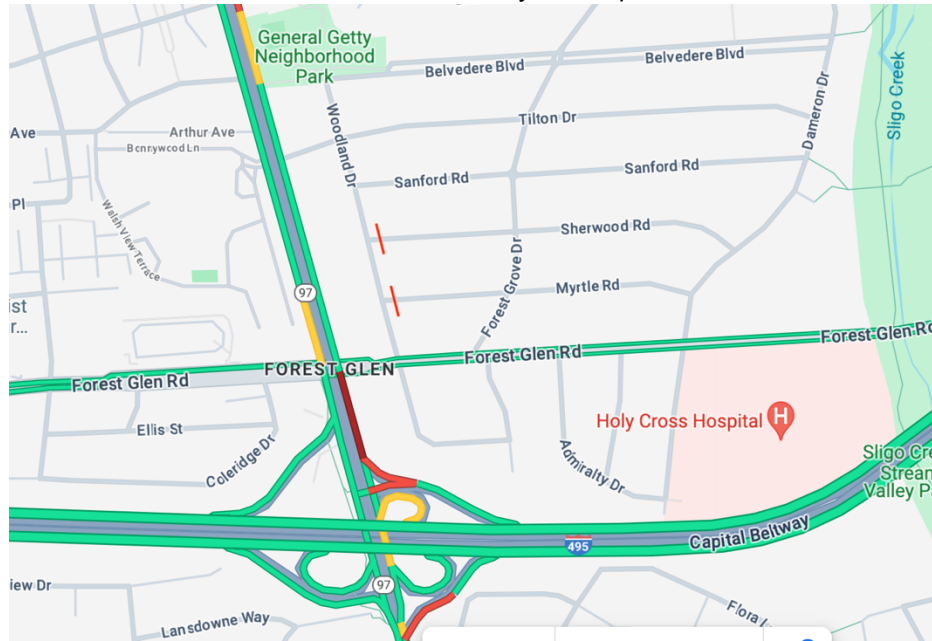 General Getty
Neighborhood
Park
Belvedere Blvd
Belvedere Blvd
Dameron Dr
Sligo Creek
Ave
Arthur Ave
Woodland Dr
Tilton Dr
Sanford Rd
Sanford Rd
Pl
Walsh View Terrace
Sherwood Rd
Forest Grove Dr
97
Myrtle Rd
ist
r...
Forest Glen Rd
Forest Glen Rd
FOREST GLEN
Forest Glen Rd
Holy Cross Hospital
H
Ellis St
Coleridge Dr
Admiralty Dr
Sligo Cre
Stream
Valley P
Capital Beltway
495
97
iew Dr
Lansdowne Way
Flora